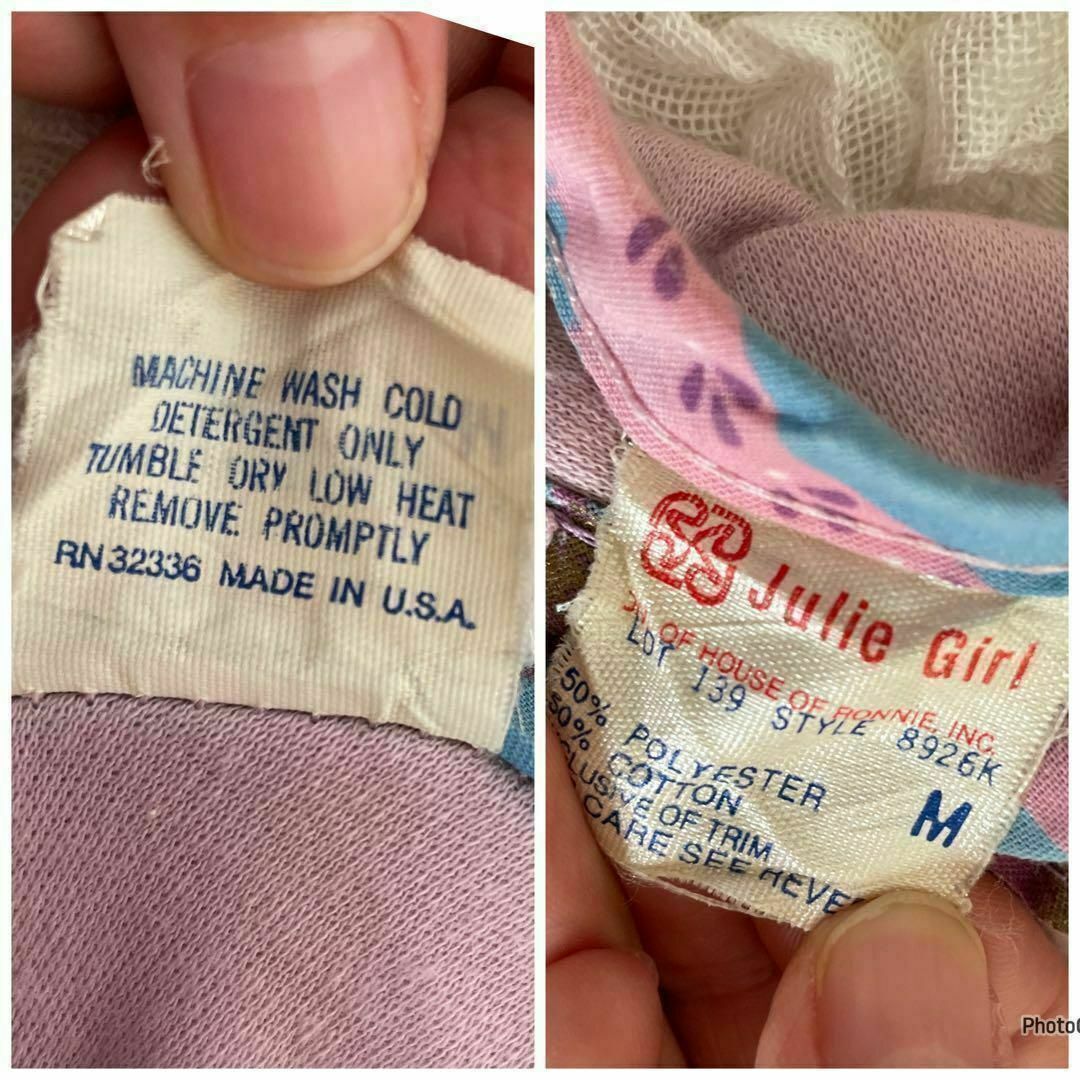 MACHINE WASH COLD
DETERGENT ONLY
TUMBLE DRY LOW HEAT
REMOVE PROMPTLY
RN 32336 MADE IN U.S.A.
Julie Girl
OF HOUSE OF RONNIE, INC.
LOT 139 STYLE 8926K
50% POLYESTER
50% COTTON
M
OF TRIM
CARE SEE REVE
Photo